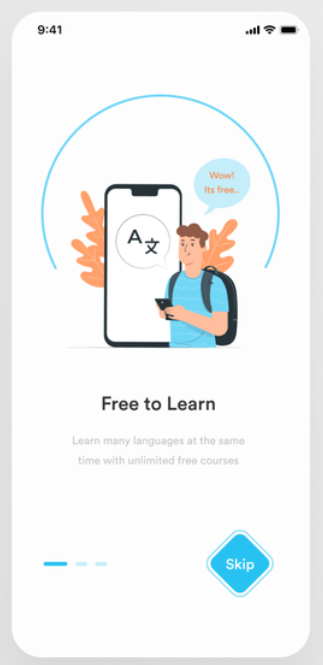 9:41
Wow!
Its free..
A文
Free to Learn
Learn many languages at the same
time with unlimited free courses
Skip